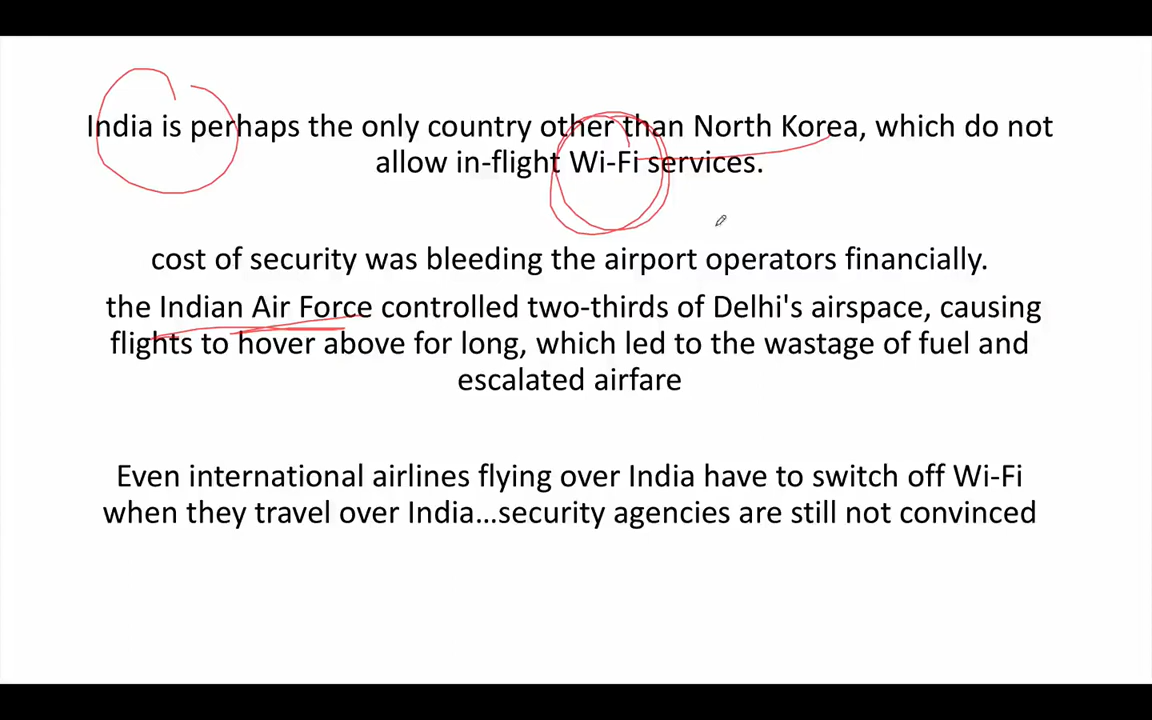 India is perhaps the only country other than North Korea, which do not
allow in-flight Wi-Fi services.
cost of security was bleeding the airport operators financially.
the Indian Air Force controlled two-thirds of Delhi's airspace, causing
flights to hover above for long, which led to the wastage of fuel and
escalated airfare
Even international airlines flying over India have to switch off Wi-Fi
when they travel over India...security agencies are still not convinced